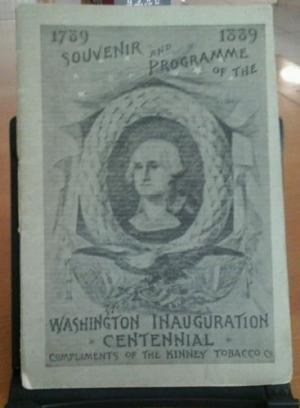 1789 1889
SOUVENIR AND PROGRAMME OF THE
WASHINGTON INAUGURATION
CENTENNIAL
COMPLIMENTS OF THE KINNEY TOBACCO CO.